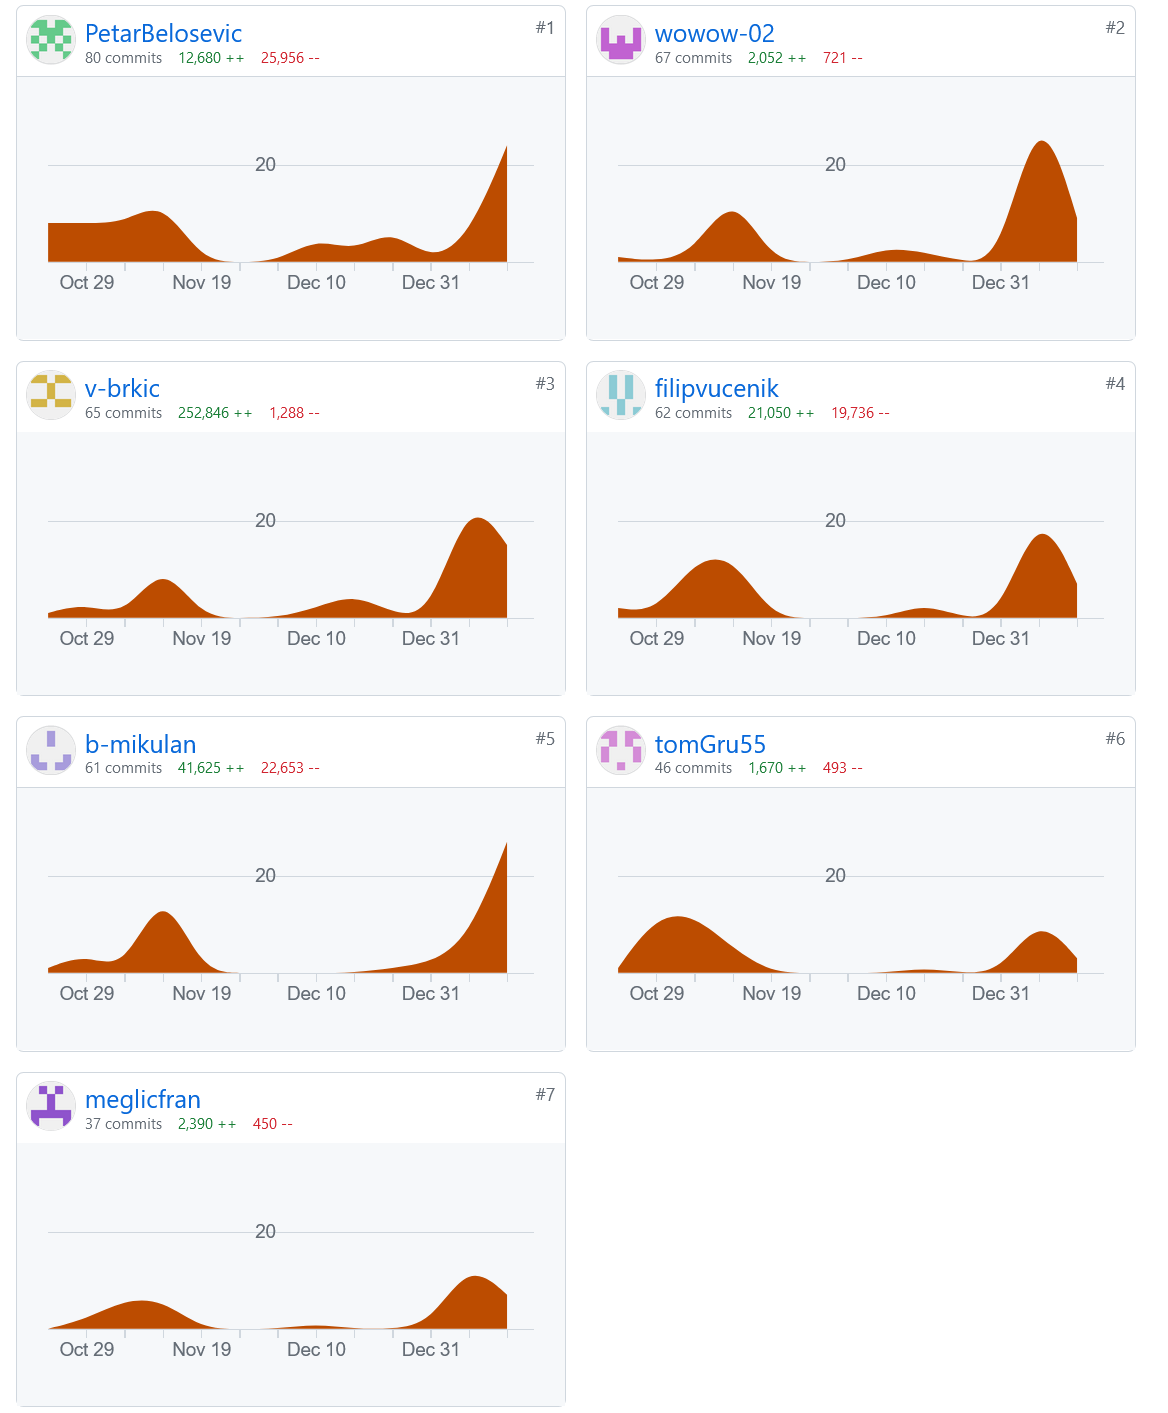 PetarBelosevic #1
80 commits 12,680 ++ 25,956 --
20
Oct 29 Nov 19 Dec 10 Dec 31
wowow-02 #2
67 commits 2,052 ++ 721 --
20
Oct 29 Nov 19 Dec 10 Dec 31
v-brkic #3
65 commits 252,846 ++ 1,288 --
20
Oct 29 Nov 19 Dec 10 Dec 31
filipvucenik #4
62 commits 21,050 ++ 19,736 --
20
Oct 29 Nov 19 Dec 10 Dec 31
b-mikulan #5
61 commits 41,625 ++ 22,653 --
20
Oct 29 Nov 19 Dec 10 Dec 31
tomGru55 #6
46 commits 1,670 ++ 493 --
20
Oct 29 Nov 19 Dec 10 Dec 31
meglicfran #7
37 commits 2,390 ++ 450 --
20
Oct 29 Nov 19 Dec 10 Dec 31